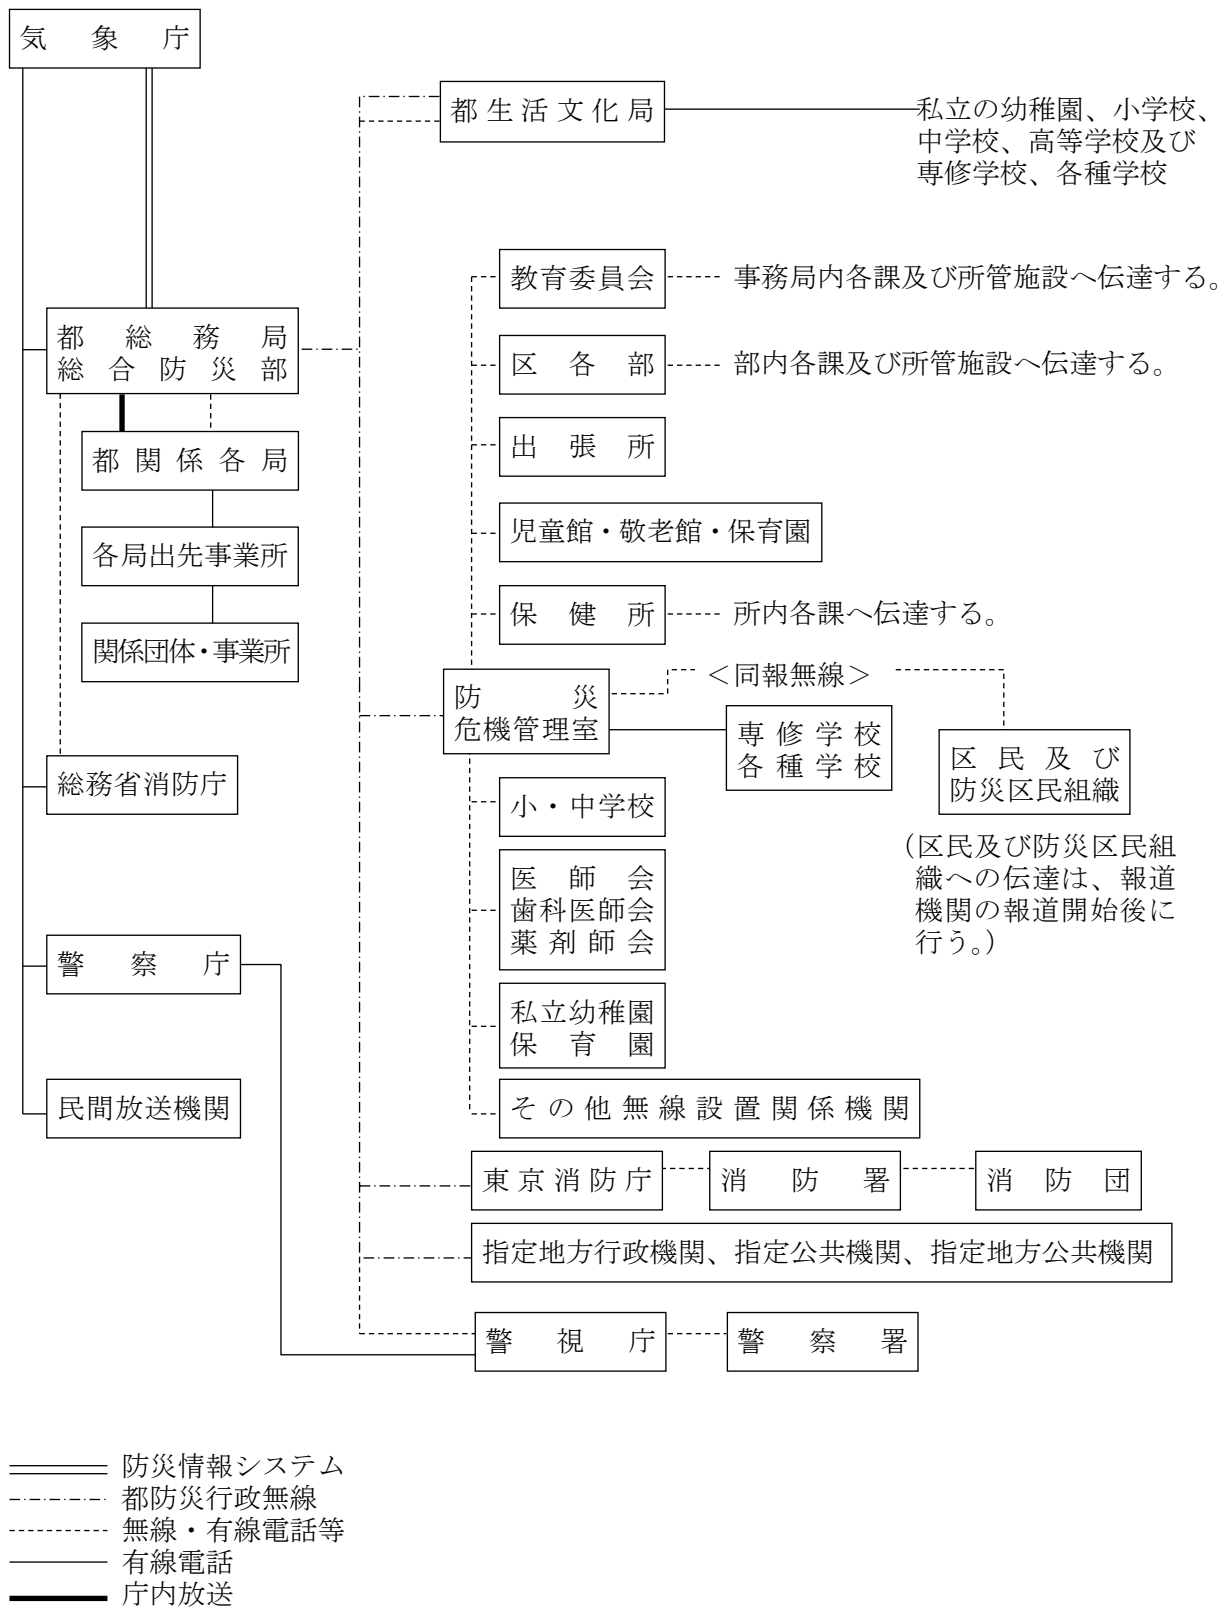 気象庁
都生活文化局
私立の幼稚園、小学校、
中学校、高等学校及び
専修学校、各種学校
教育委員会
事務局内各課及び所管施設へ伝達する。
都総務局
総合防災部
区各部
部内各課及び所管施設へ伝達する。
都関係各局
出張所
各局出先事業所
児童館・敬老館・保育園
関係団体・事業所
保健所
所内各課へ伝達する。
防災
危機管理室
＜同報無線＞
専修学校
各種学校
区民及び
防災区民組織
（区民及び防災区民組
織への伝達は、報道
機関の報道開始後に
行う。）
総務省消防庁
小・中学校
医師会
歯科医師会
薬剤師会
警察庁
私立幼稚園
保育園
民間放送機関
その他無線設置関係機関
東京消防庁
消防署
消防団
指定地方行政機関、指定公共機関、指定地方公共機関
警視庁
警察署
防災情報システム
都防災行政無線
無線・有線電話等
有線電話
庁内放送